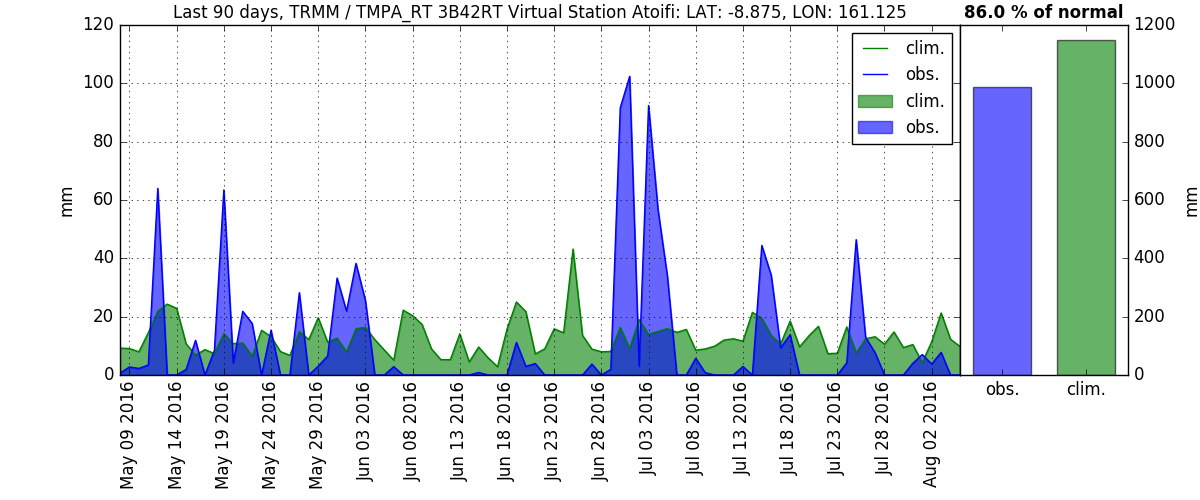 Last 90 days, TRMM / TMPA_RT 3B42RT Virtual Station Atoifi: LAT: -8.875, LON: 161.125
86.0 % of normal
120
100
80
60
40
20
0
mm
clim.
obs.
clim.
obs.
1200
1000
800
600
400
200
0
mm
May 09 2016
May 14 2016
May 19 2016
May 24 2016
May 29 2016
Jun 03 2016
Jun 08 2016
Jun 13 2016
Jun 18 2016
Jun 23 2016
Jun 28 2016
Jul 03 2016
Jul 08 2016
Jul 13 2016
Jul 18 2016
Jul 23 2016
Jul 28 2016
Aug 02 2016
obs.
clim.